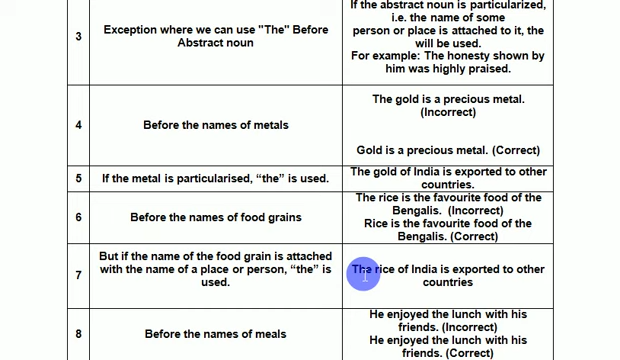 3
Exception where we can use "The" Before
Abstract noun
If the abstract noun is particularized,
i.e. the name of some
person or place is attached to it, the
will be used.
For example: The honesty shown by
him was highly praised.
4
Before the names of metals
The gold is a precious metal.
(Incorrect)
Gold is a precious metal. (Correct)
5
If the metal is particularised, “the” is used.
The gold of India is exported to other
countries.
6
Before the names of food grains
The rice is the favourite food of the
Bengalis. (Incorrect)
Rice is the favourite food of the
Bengalis. (Correct)
7
But if the name of the food grain is attached
with the name of a place or person, “the” is
used.
The rice of India is exported to other
countries
8
Before the names of meals
He enjoyed the lunch with his
friends. (Incorrect)
He enjoyed the lunch with his
friends. (Correct)